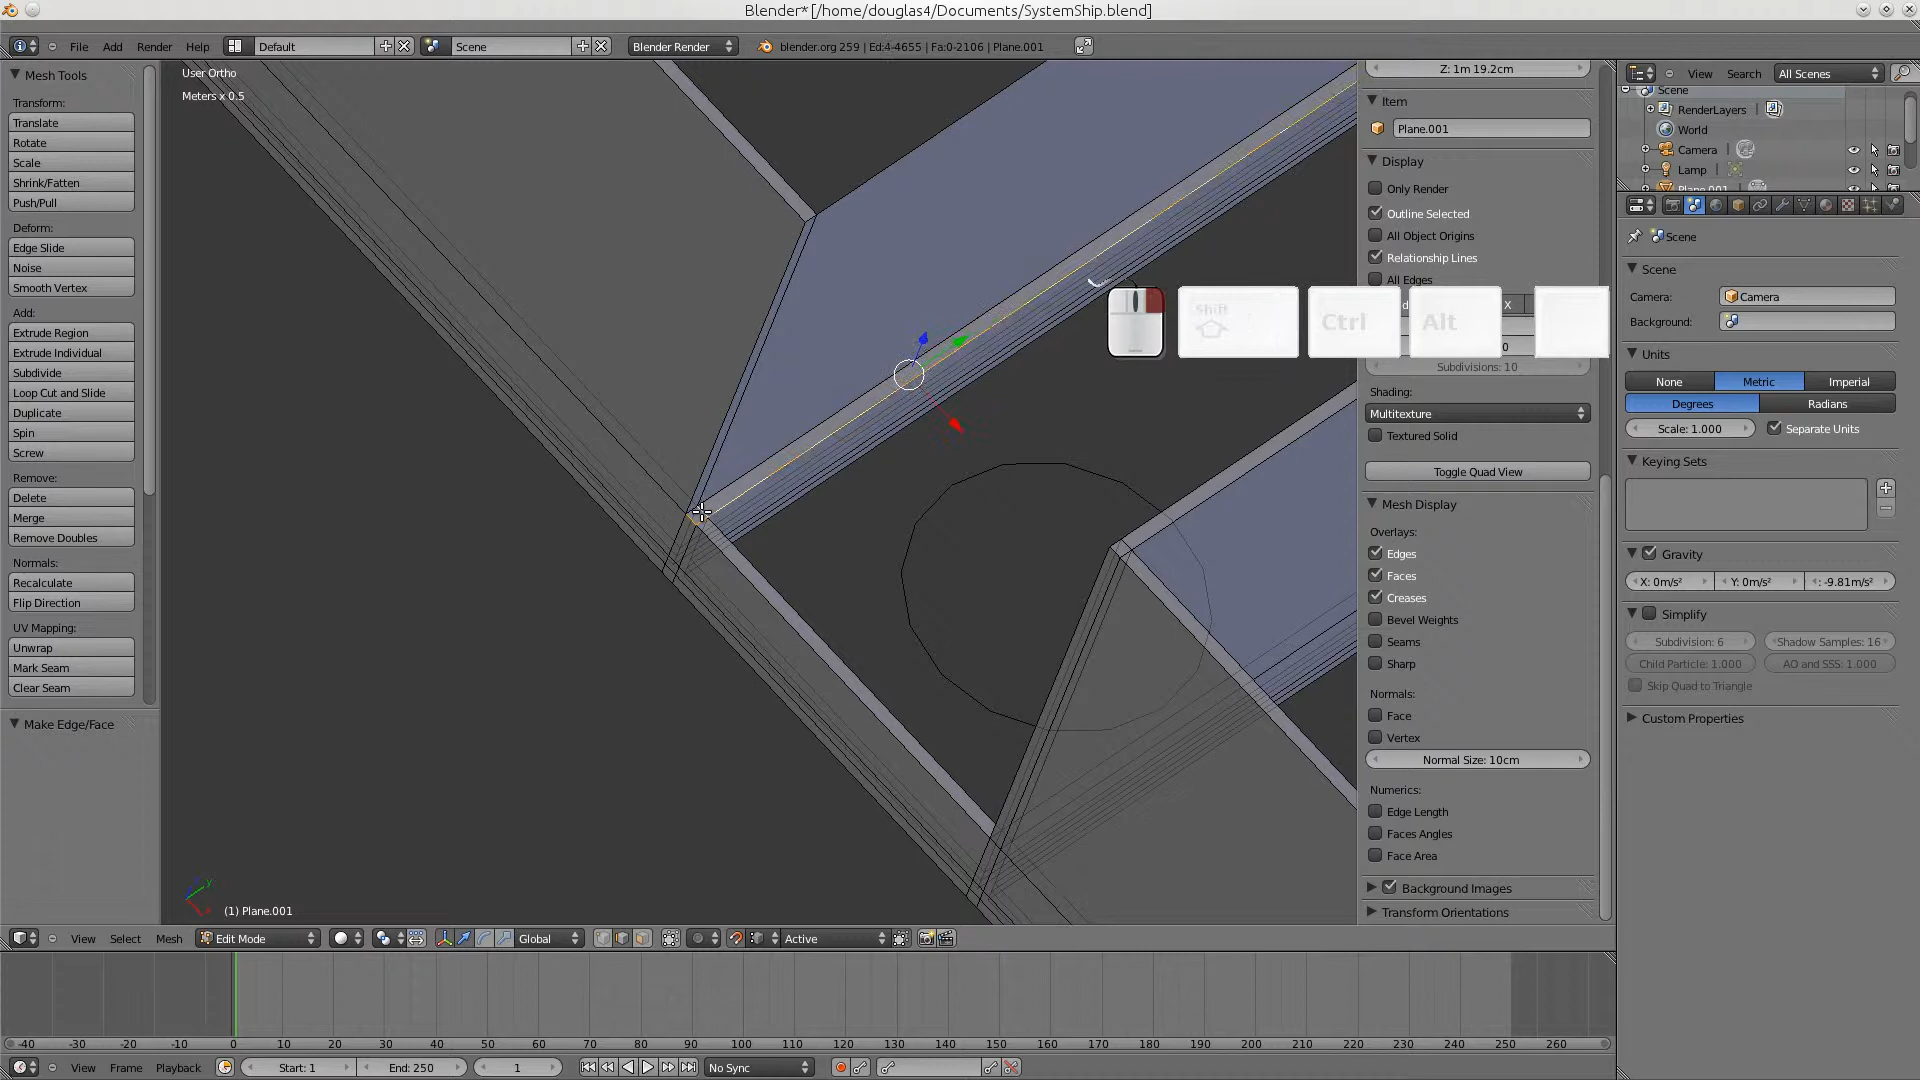 Blender* [/home/douglas4/Documents/SystemShip.blend]
File Add Render Help Default Scene Blender Render blender.org 259 | Ed:4-4655 | Fa:0-2106 | Plane.001
Mesh Tools
Transform:
Translate
Rotate
Scale
Shrink/Fatten
Push/Pull
Deform:
Edge Slide
Noise
Smooth Vertex
Add:
Extrude Region
Extrude Individual
Subdivide
Loop Cut and Slide
Duplicate
Spin
Screw
Remove:
Delete
Merge
Remove Doubles
Normals:
Recalculate
Flip Direction
UV Mapping:
Unwrap
Mark Seam
Clear Seam
Make Edge/Face
User Ortho
Meters x 0.5
Shift
Ctrl
Alt
(1) Plane.001
Z: 1m 19.2cm
Item
Plane.001
Display
Only Render
Outline Selected
All Object Origins
Relationship Lines
All Edges
X
Subdivisions: 10
Shading:
Multitexture
Textured Solid
Toggle Quad View
Mesh Display
Overlays:
Edges
Faces
Creases
Bevel Weights
Seams
Sharp
Normals:
Face
Vertex
Normal Size: 10cm
Numerics:
Edge Length
Faces Angles
Face Area
Background Images
Transform Orientations
View Search All Scenes
Scene
RenderLayers
World
Camera
Lamp
Plane.001
Scene
Scene
Camera: Camera
Background:
Units
None Metric Imperial
Degrees Radians
Scale: 1.000 Separate Units
Keying Sets
Gravity
X: 0m/s² Y: 0m/s² : -9.81m/s²
Simplify
Subdivision: 6 Shadow Samples: 16
Child Particle: 1.000 AO and SSS: 1.000
Skip Quad to Triangle
Custom Properties
View Select Mesh Edit Mode Global Active
-40 -30 -20 -10 0 10 20 30 40 50 60 70 80 90 100 110 120 130 140 150 160 170 180 190 200 210 220 230 240 250 260
View Frame Playback Start: 1 End: 250 1 No Sync